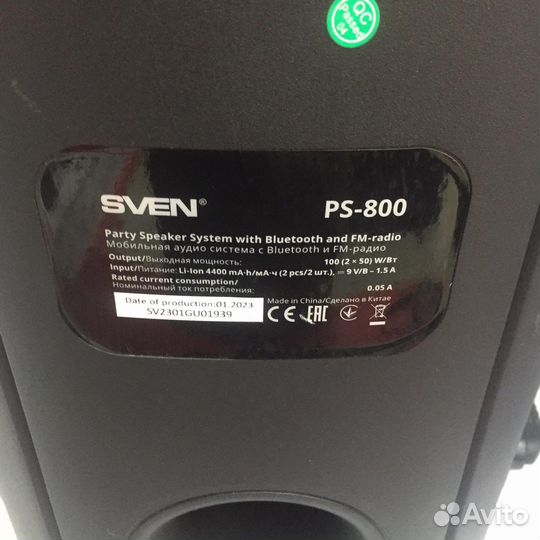 QC
Passed
04
SVEN®
PS-800
Party Speaker System with Bluetooth and FM-radio
Мобильная аудио система с Bluetooth и FM-радио
Output/Выходная мощность: 100 (2 × 50) W/Вт
Input/Питание: Li-Ion 4400 mA·h/мА·ч (2 pcs/2 шт.), ⎓ 9 V/В – 1.5 A
Rated current consumption/
Номинальный ток потребления: 0.05 A
Date of production:01.2023
SV2301GU01939
Made in China/Сделано в Китае
CE EAC
Avito